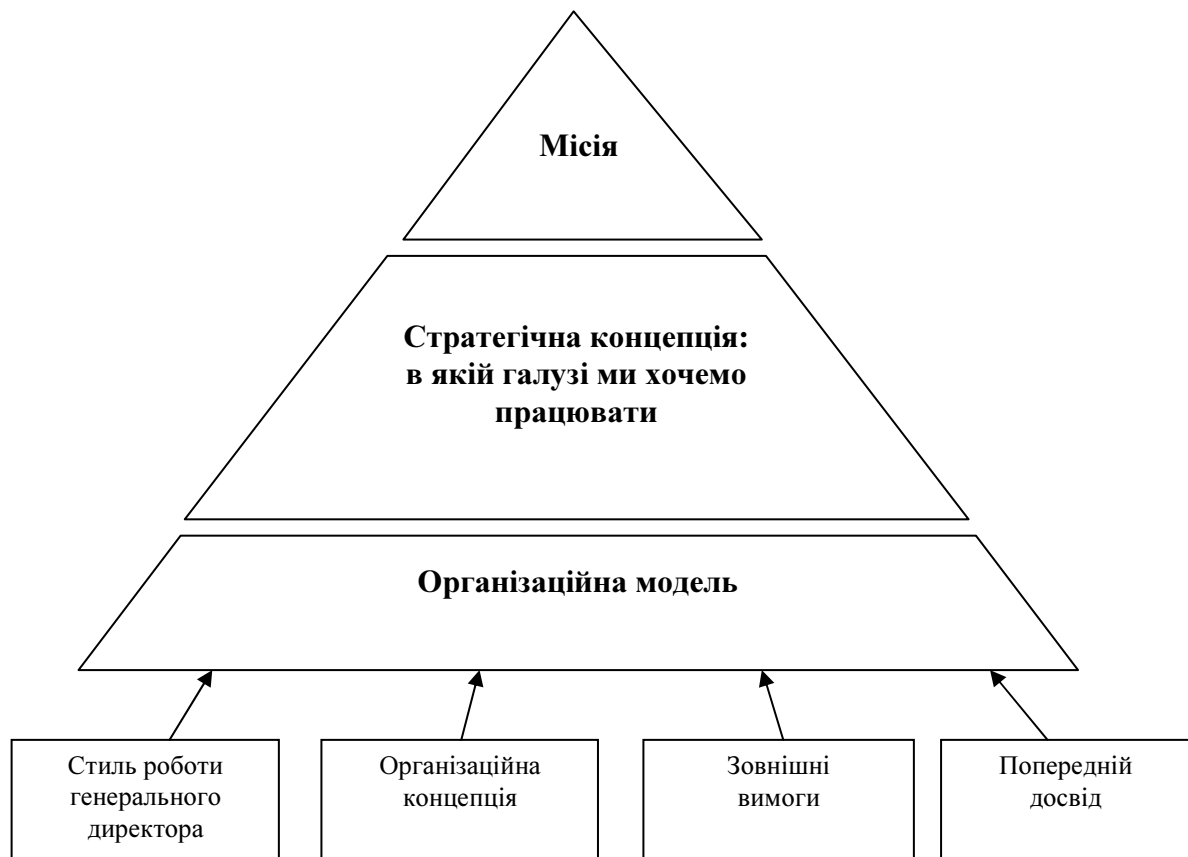 Місія
Стратегічна концепція:
в якій галузі ми хочемо
працювати
Організаційна модель
Стиль роботи
генерального
директора
Організаційна
концепція
Зовнішні
вимоги
Попередній
досвід